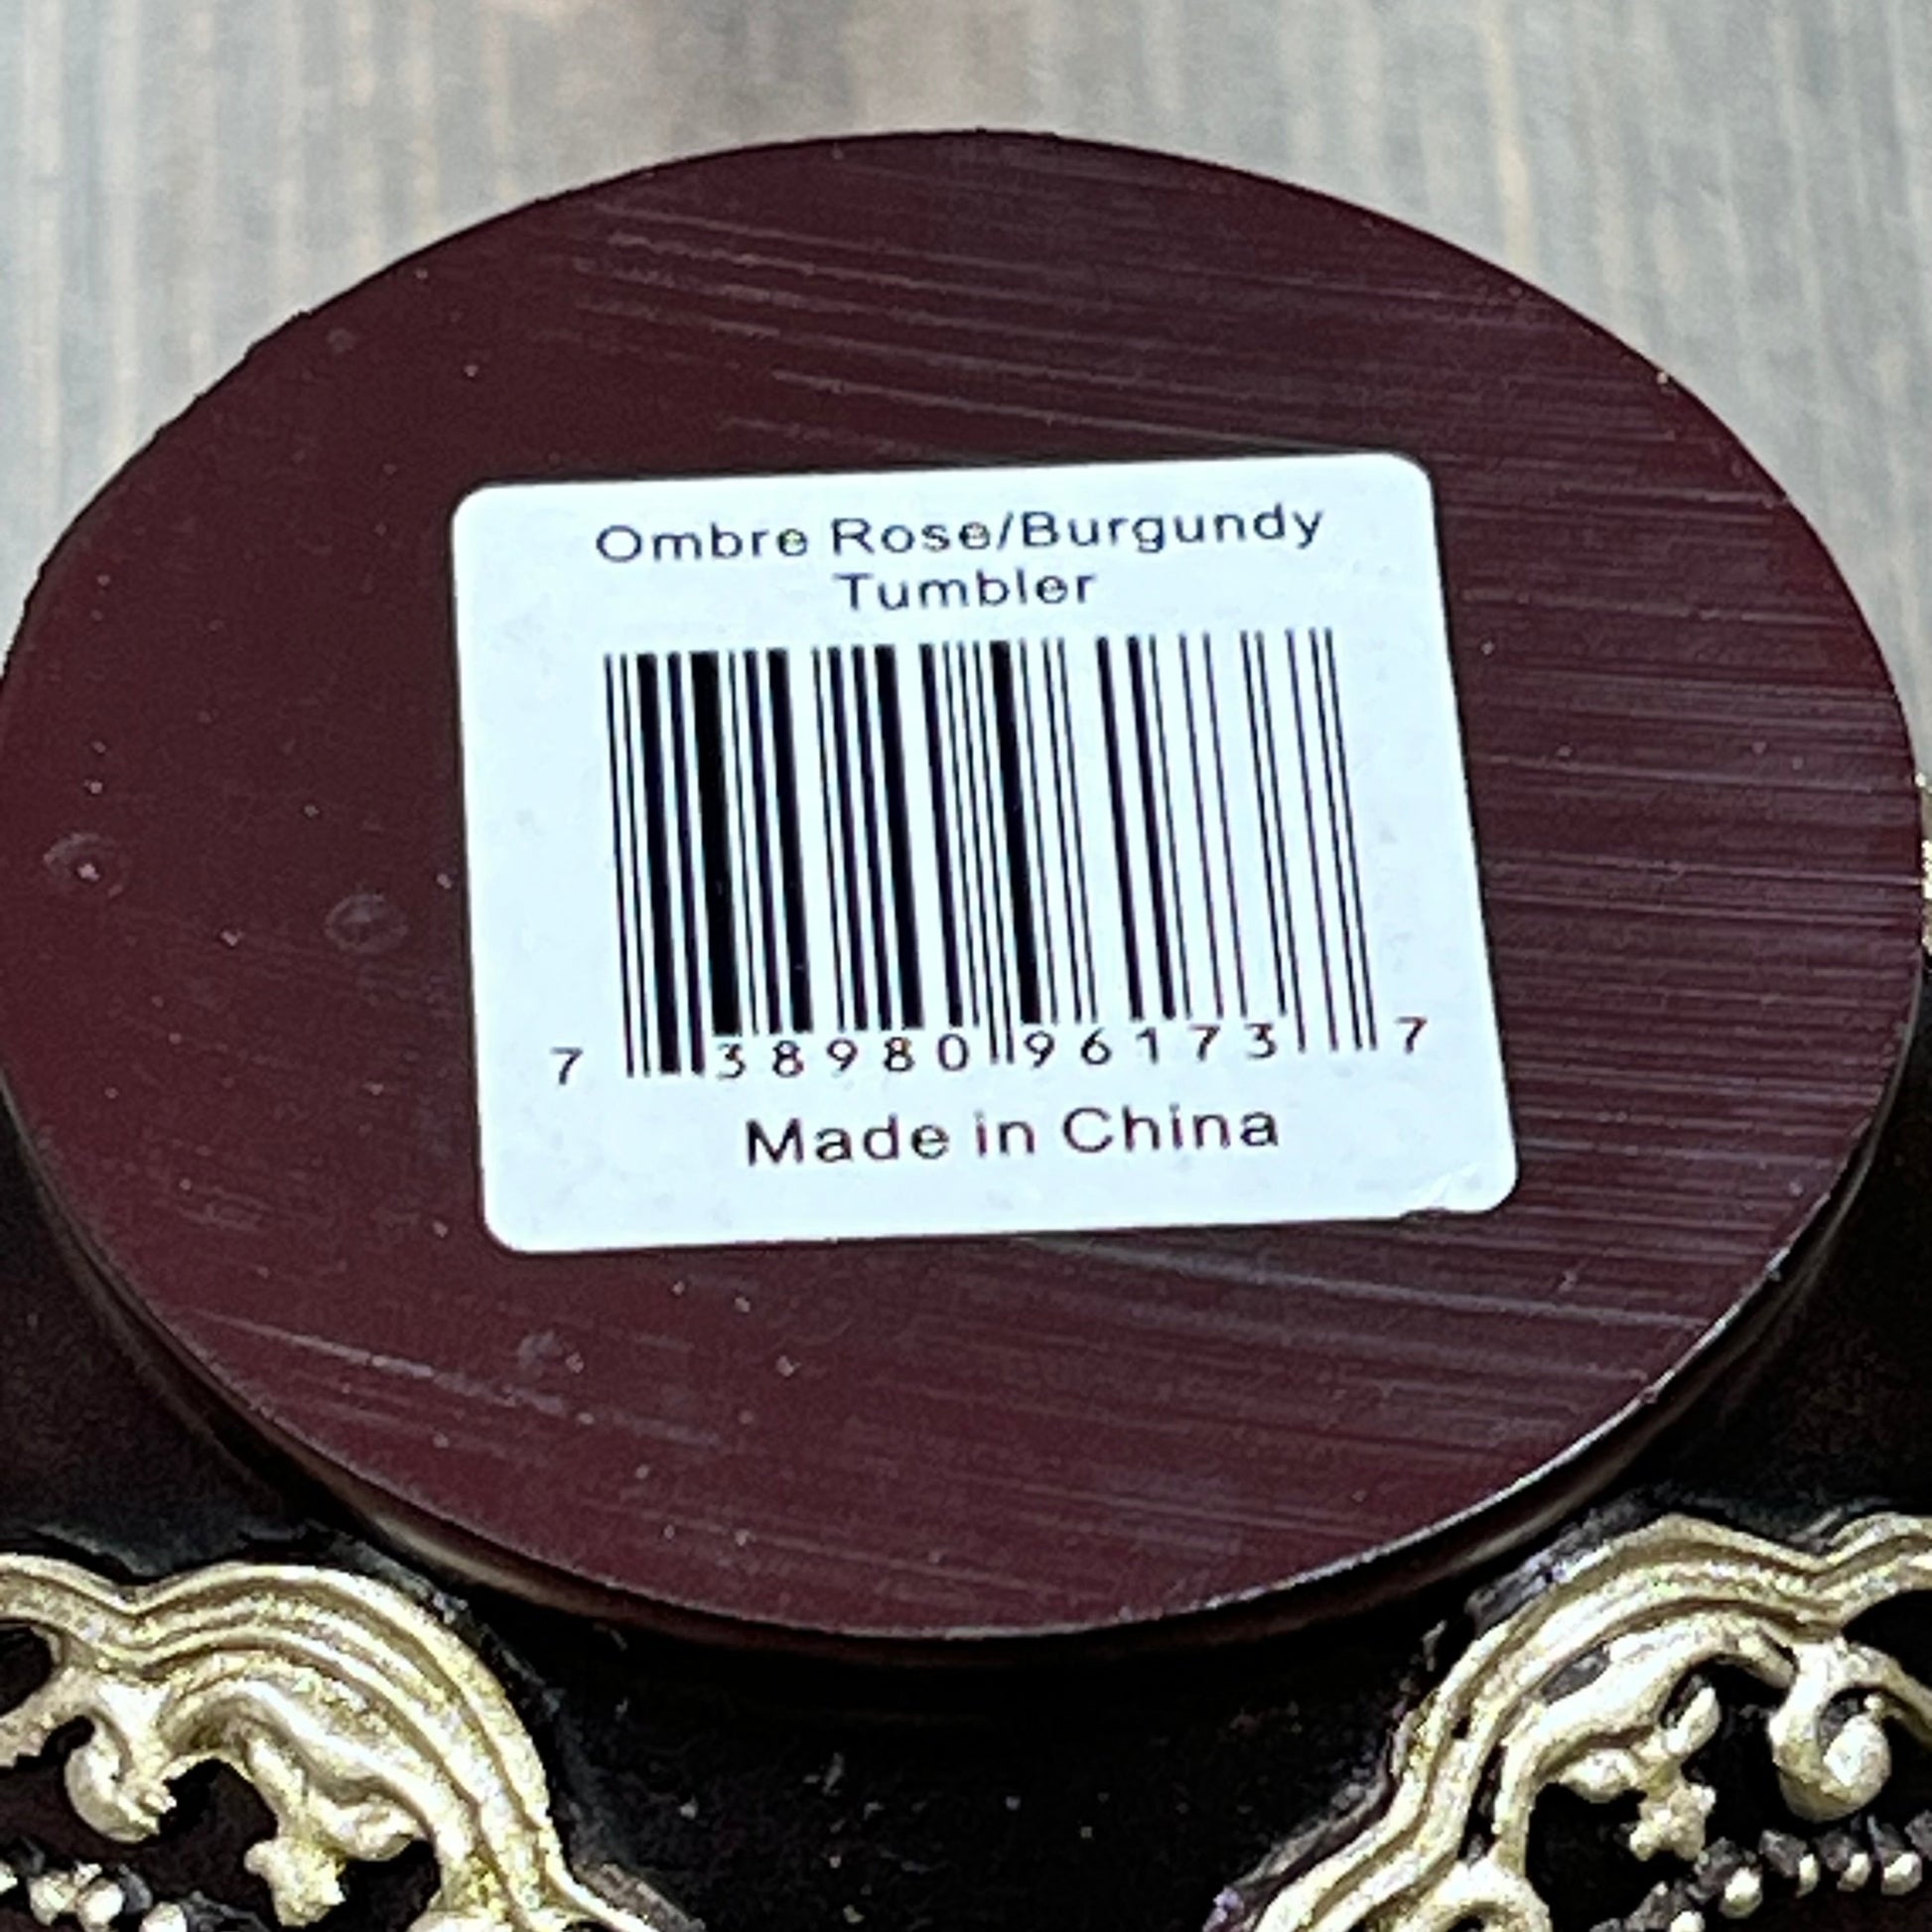 Ombre Rose/Burgundy
Tumbler
7 38980 96173 7
Made in China